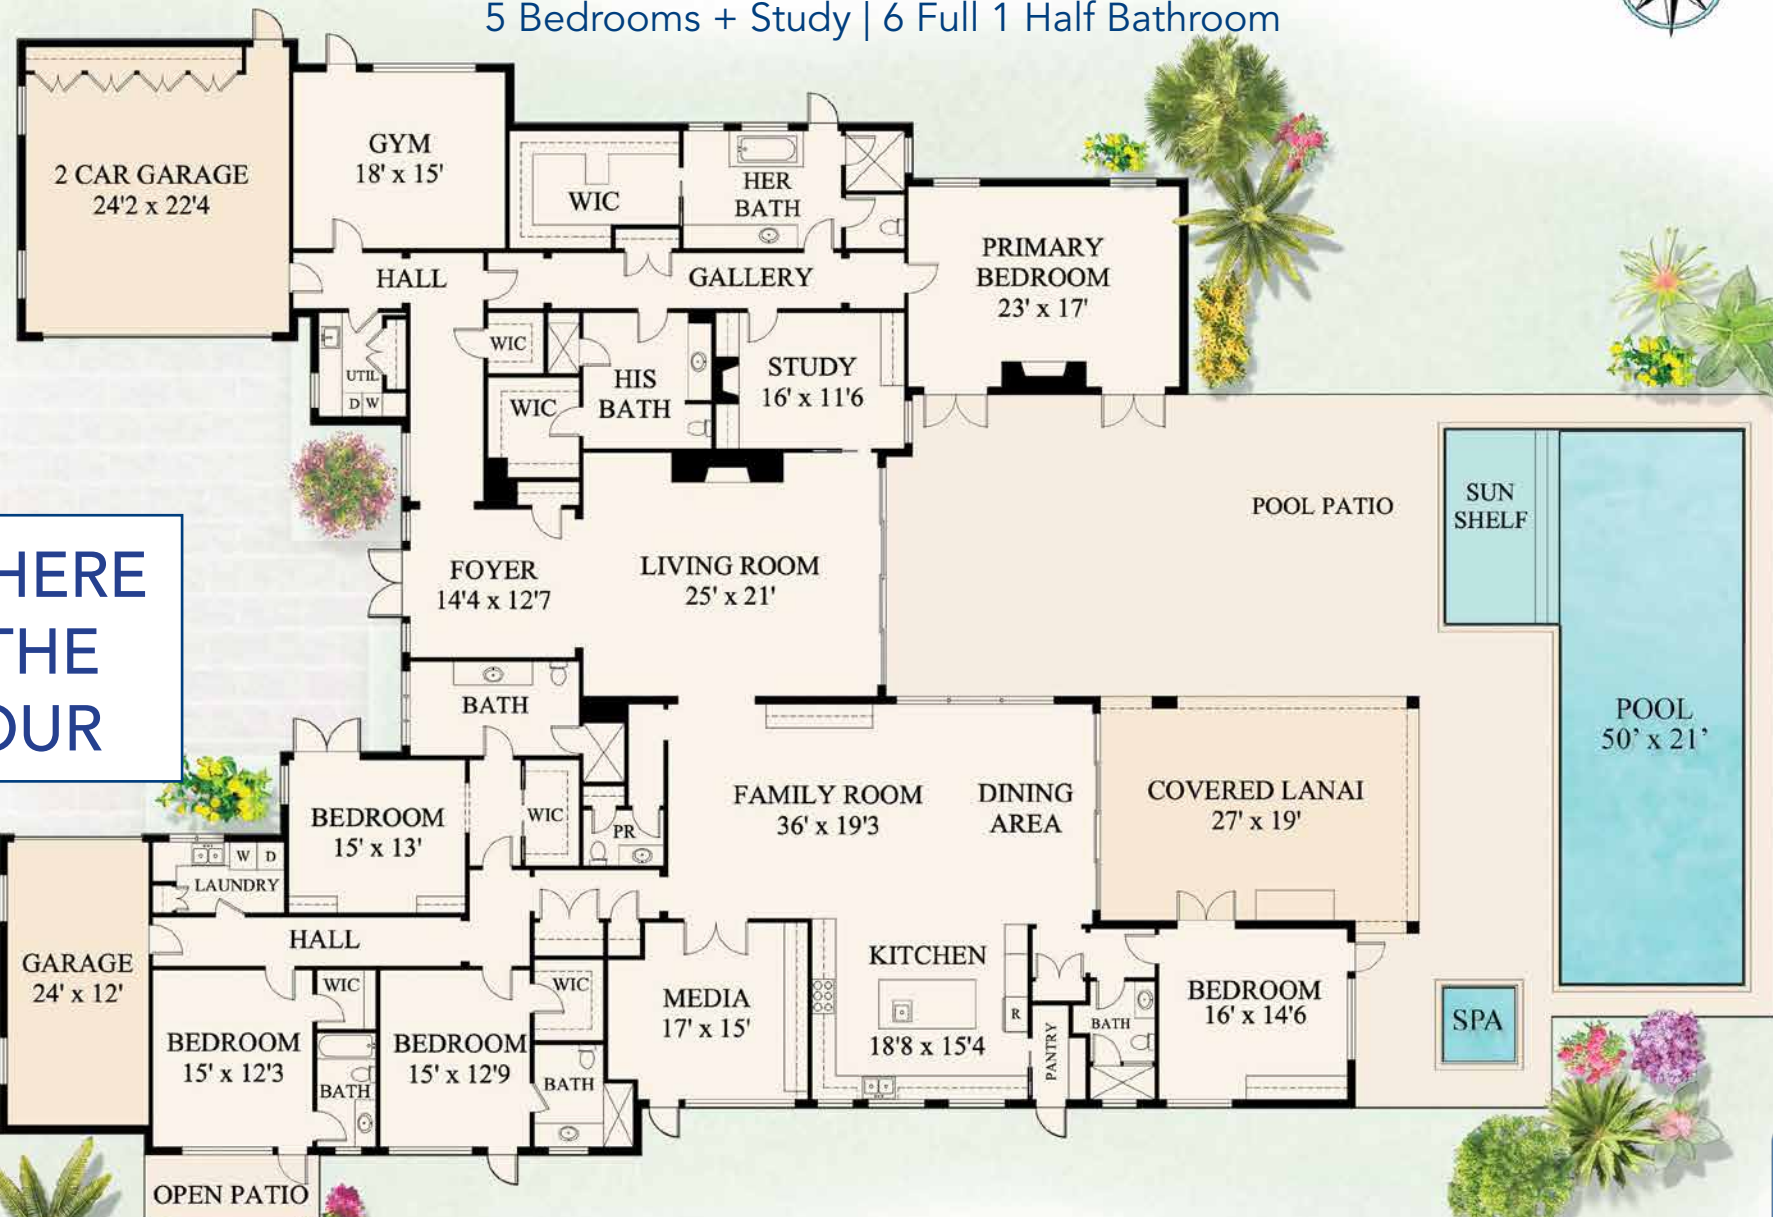 5 Bedrooms + Study | 6 Full 1 Half Bathroom
2 CAR GARAGE
24'2 x 22'4
GYM
18' x 15'
WIC
HER
BATH
PRIMARY
BEDROOM
23' x 17'
HALL
GALLERY
UTIL
D W
WIC
WIC
HIS
BATH
STUDY
16' x 11'6
POOL PATIO
SUN
SHELF
HERE
THE
OUR
FOYER
14'4 x 12'7
LIVING ROOM
25' x 21'
POOL
50' x 21'
BATH
BEDROOM
15' x 13'
WIC
PR
FAMILY ROOM
36' x 19'3
DINING
AREA
COVERED LANAI
27' x 19'
W D
LAUNDRY
HALL
GARAGE
24' x 12'
BEDROOM
15' x 12'3
WIC
BATH
BEDROOM
15' x 12'9
WIC
BATH
MEDIA
17' x 15'
KITCHEN
18'8 x 15'4
R
PANTRY
BATH
BEDROOM
16' x 14'6
SPA
OPEN PATIO